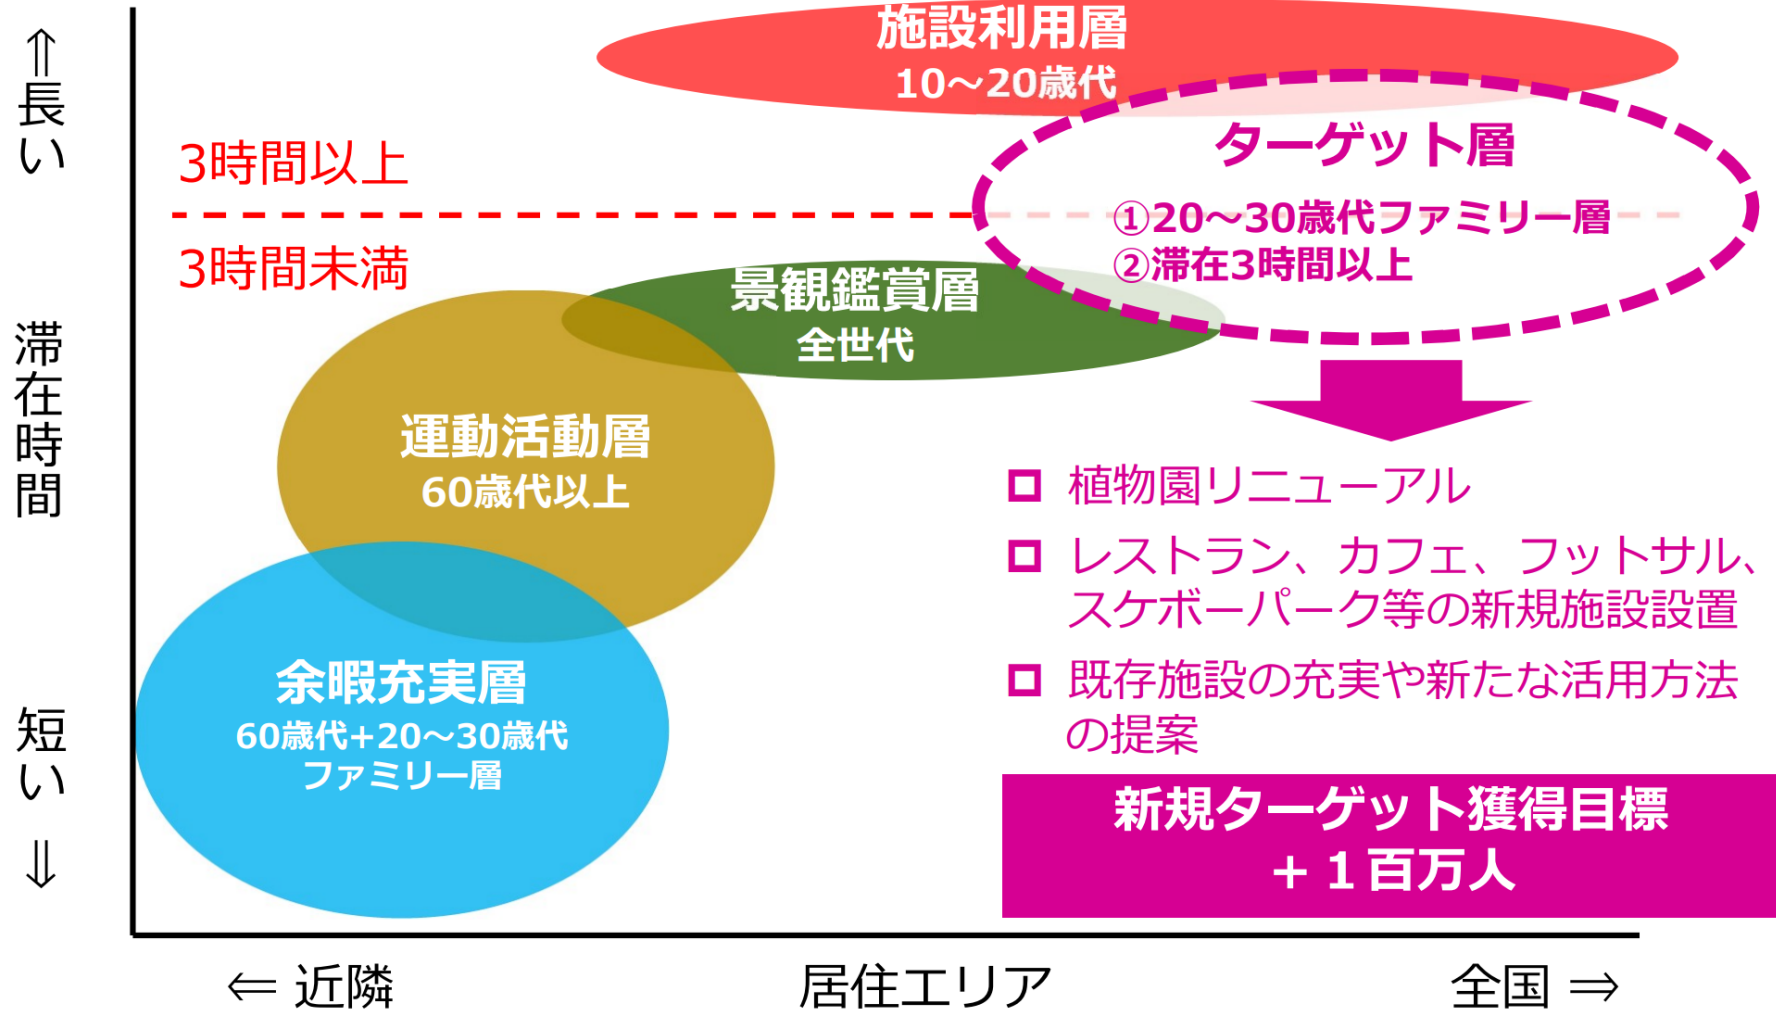 施設利用層
10～20歳代
⇑長い
3時間以上
3時間未満
ターゲット層
①20～30歳代ファミリー層
②滞在3時間以上
景観鑑賞層
全世代
滞在時間
運動活動層
60歳代以上
余暇充実層
60歳代+20～30歳代
ファミリー層
短い⇓
植物園リニューアル
レストラン、カフェ、フットサル、
スケボーパーク等の新規施設設置
既存施設の充実や新たな活用方法
の提案
新規ターゲット獲得目標
+１百万人
⇐ 近隣
居住エリア
全国 ⇒